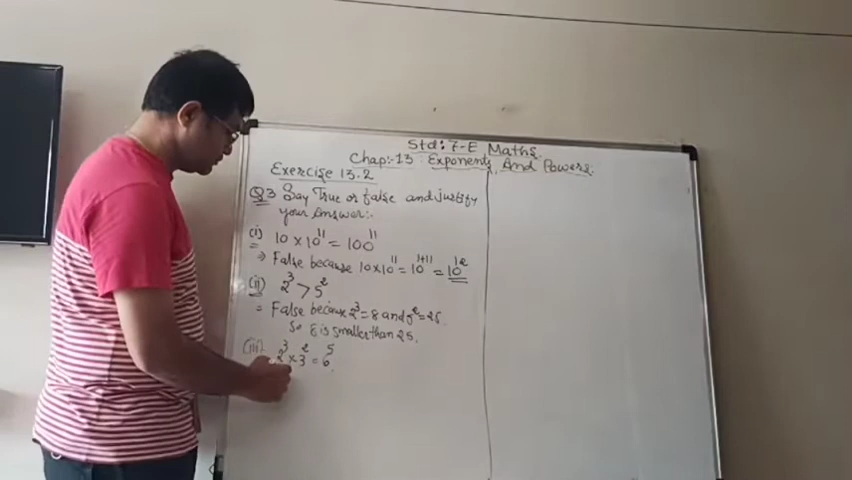 Std: 7-E Maths.
Chap:-13 : Exponents And Powers.
Exercise 13.2
Q3 Say True or false and justify
your answer:-
(i) 10 × 10¹¹ = 100¹¹
⇒ False because 10×10¹¹ = 10¹⁺¹¹ = 10¹²
(ii) 2³ > 5²
= False because 2³ = 8 and 5² = 25.
So 8 is smaller than 25.
(iii) 2³ × 3² = 6⁵